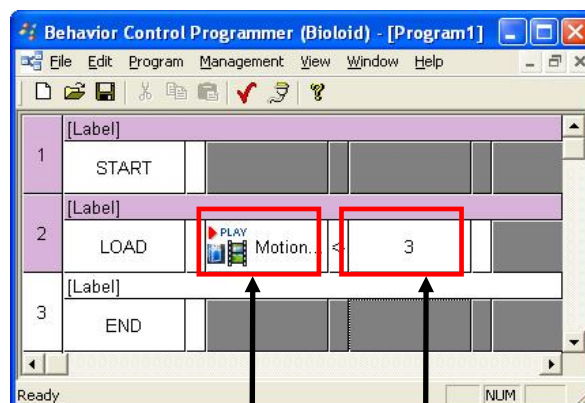 Behavior Control Programmer (Bioloid) - [Program1]
File Edit Program Management View Window Help
[Label]
1 START
[Label]
2 LOAD PLAY Motion.. < 3
[Label]
3 END
Ready NUM